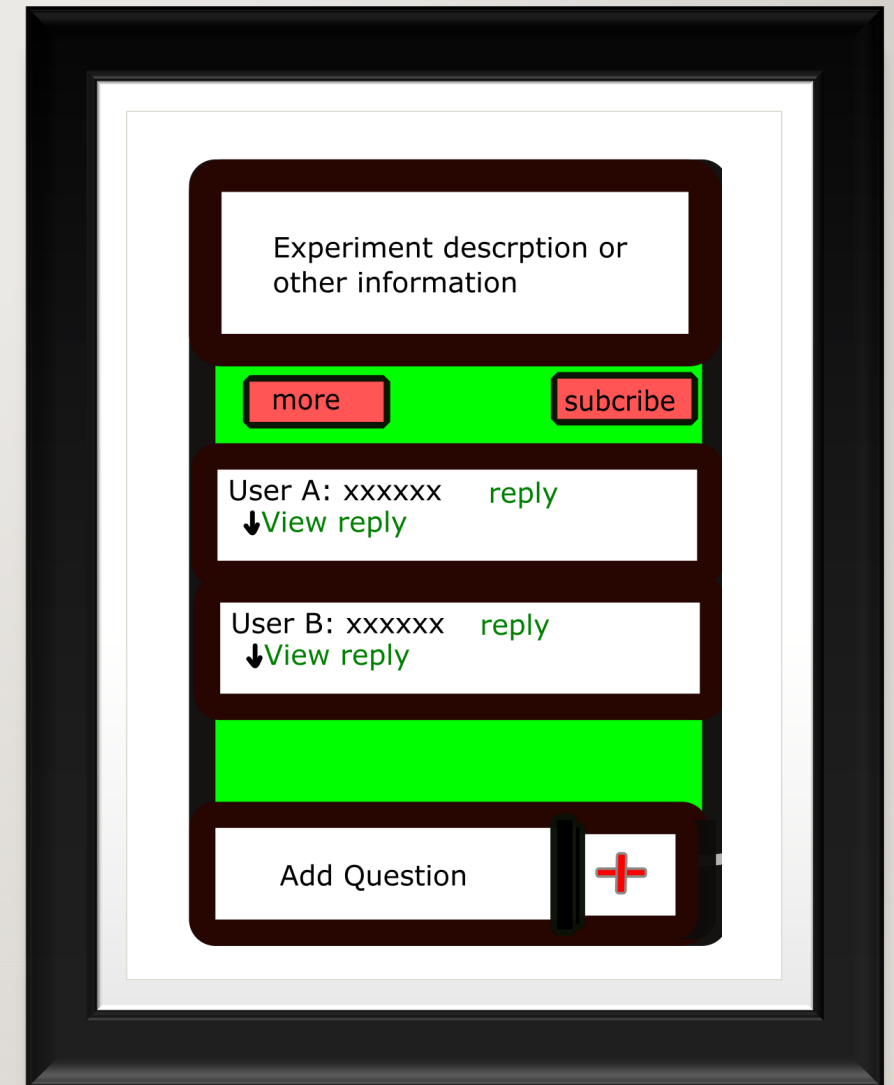 Experiment descrption or
other information
more
subcribe
User A: xxxxxx reply
View reply
User B: xxxxxx reply
View reply
Add Question